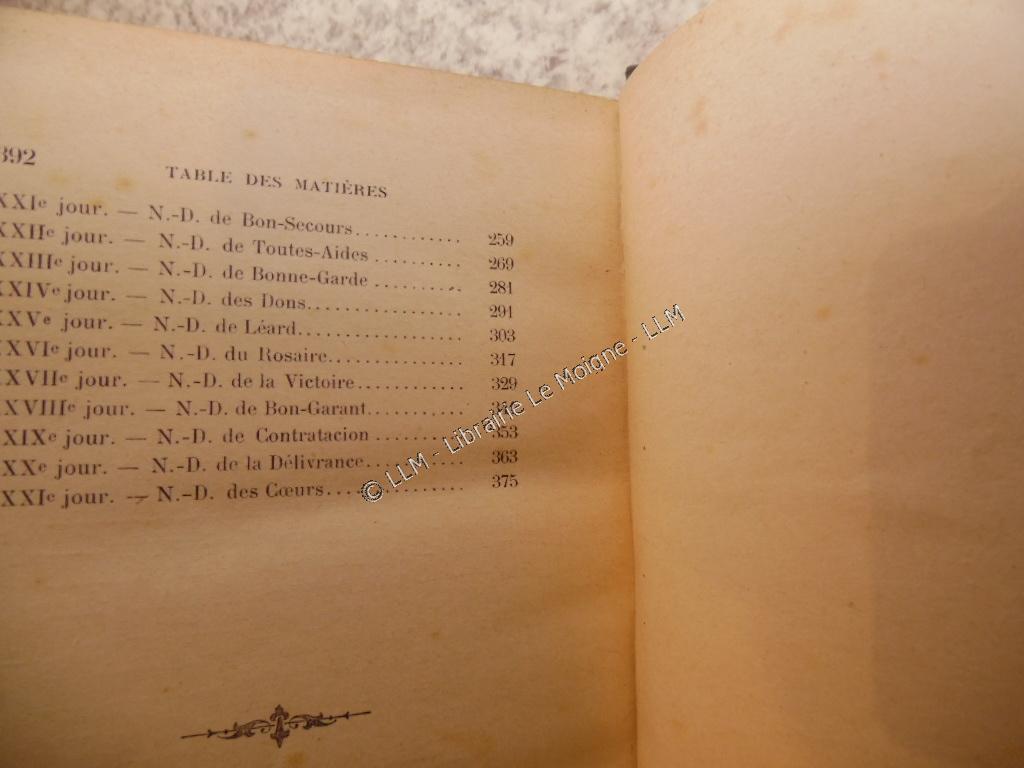 392
TABLE DES MATIÈRES
XXIe jour. — N.-D. de Bon-Secours............ 259
XXIIe jour. — N.-D. de Toutes-Aides.......... 269
XXIIIe jour. — N.-D. de Bonne-Garde.......... 281
XXIVe jour. — N.-D. des Dons................. 291
XXVe jour. — N.-D. de Léard.................. 303
XXVIe jour. — N.-D. du Rosaire............... 317
XXVIIe jour. — N.-D. de la Victoire............ 329
XXVIIIe jour. — N.-D. de Bon-Garant..........
XXIXe jour. — N.-D. de Contratacion.......... 353
XXXe jour. — N.-D. de la Délivrance........... 363
XXXIe jour. — N.-D. des Cœurs................ 375
© LLM - Librairie Le Moigne - LLM